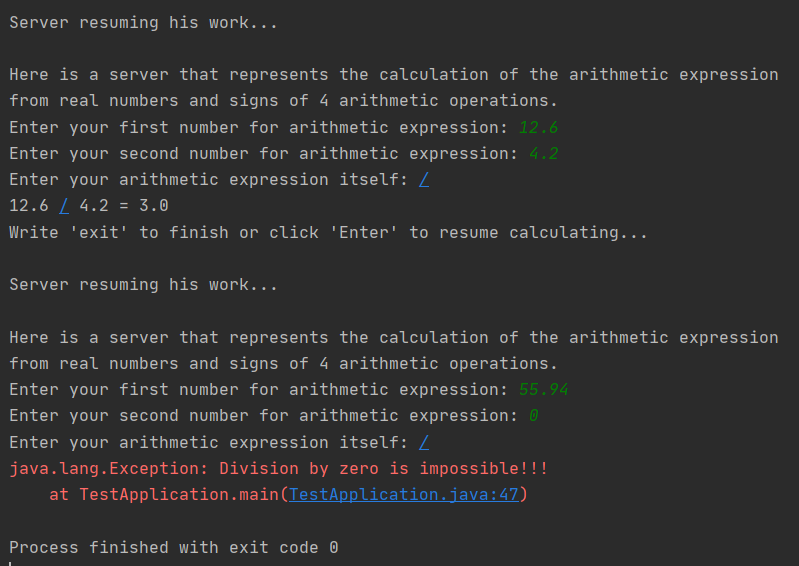 Server resuming his work...
Here is a server that represents the calculation of the arithmetic expression
from real numbers and signs of 4 arithmetic operations.
Enter your first number for arithmetic expression: 12.6
Enter your second number for arithmetic expression: 4.2
Enter your arithmetic expression itself: /
12.6 / 4.2 = 3.0
Write 'exit' to finish or click 'Enter' to resume calculating...
Server resuming his work...
Here is a server that represents the calculation of the arithmetic expression
from real numbers and signs of 4 arithmetic operations.
Enter your first number for arithmetic expression: 55.94
Enter your second number for arithmetic expression: 0
Enter your arithmetic expression itself: /
java.lang.Exception: Division by zero is impossible!!!
    at TestApplication.main(TestApplication.java:47)
Process finished with exit code 0